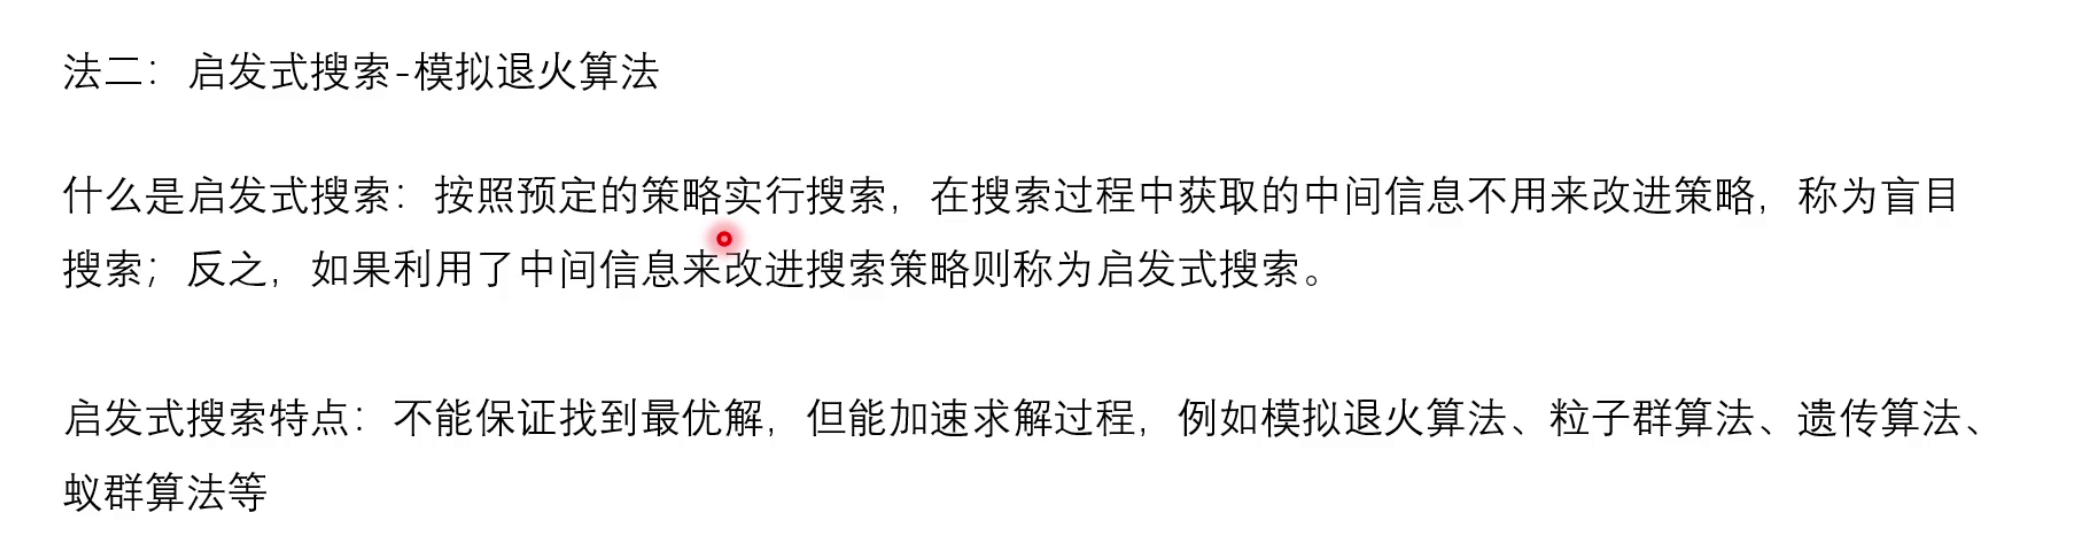 法二：启发式搜索-模拟退火算法
什么是启发式搜索：按照预定的策略实行搜索，在搜索过程中获取的中间信息不用来改进策略，称为盲目
搜索；反之，如果利用了中间信息来改进搜索策略则称为启发式搜索。
启发式搜索特点：不能保证找到最优解，但能加速求解过程，例如模拟退火算法、粒子群算法、遗传算法、
蚁群算法等